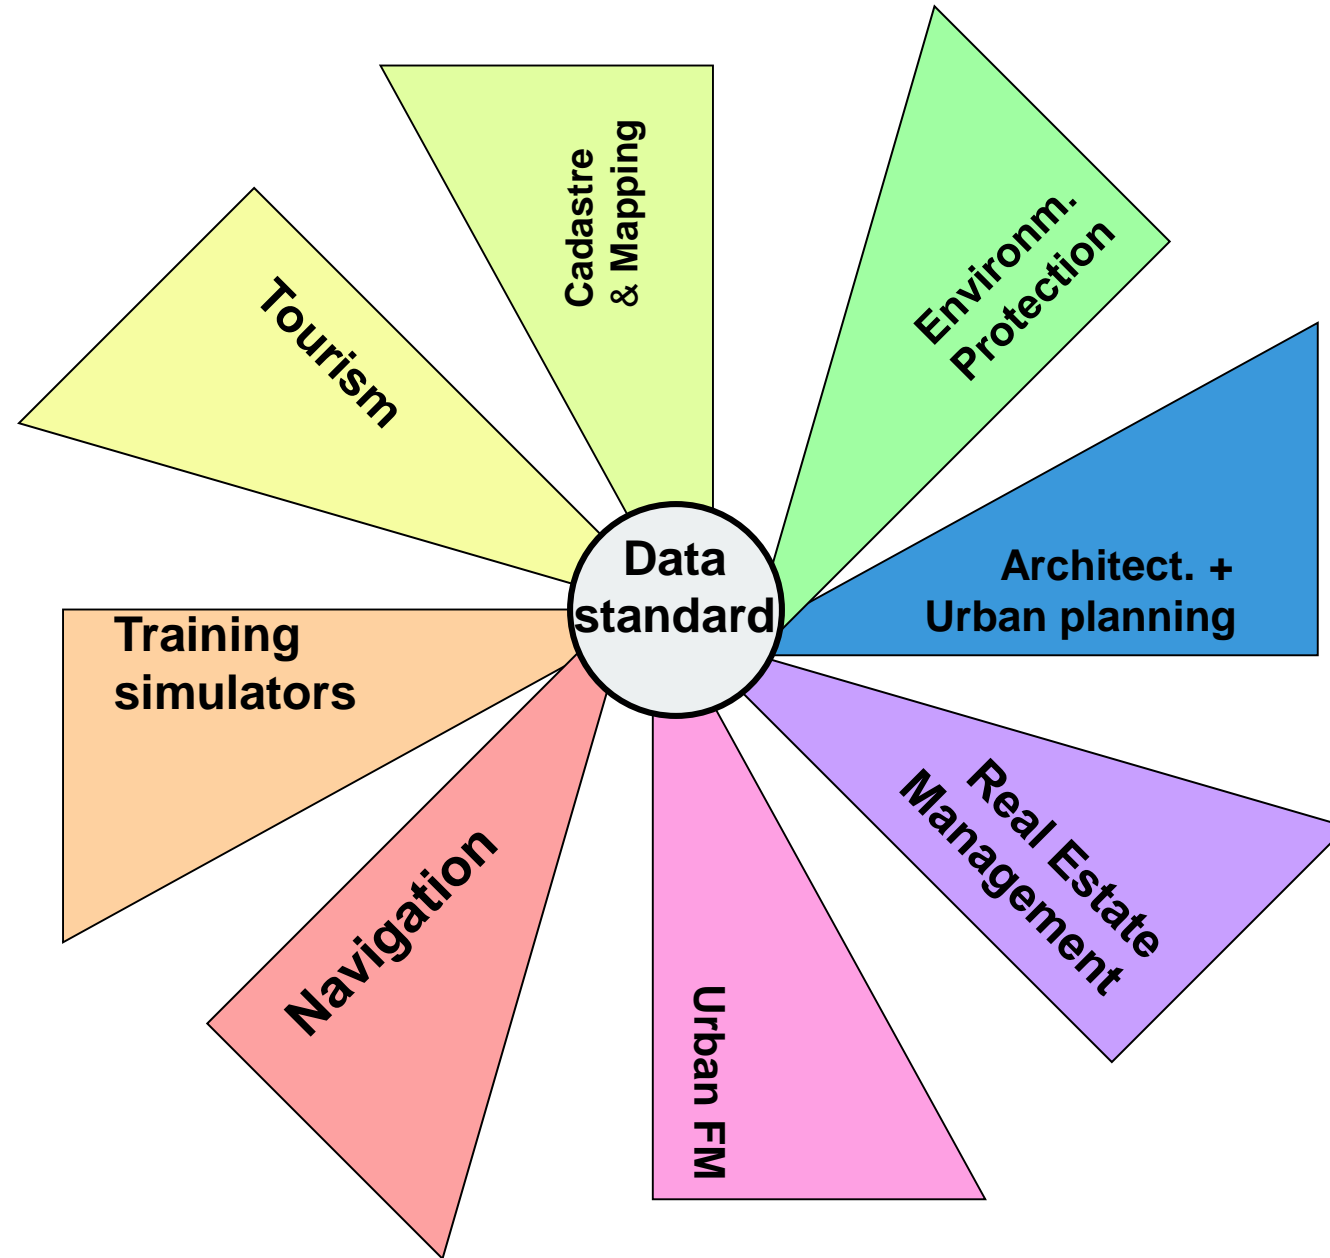 Cadastre
& Mapping
Environm.
Protection
Tourism
Data
standard
Architect. +
Urban planning
Training
simulators
Real Estate
Management
Navigation
Urban FM